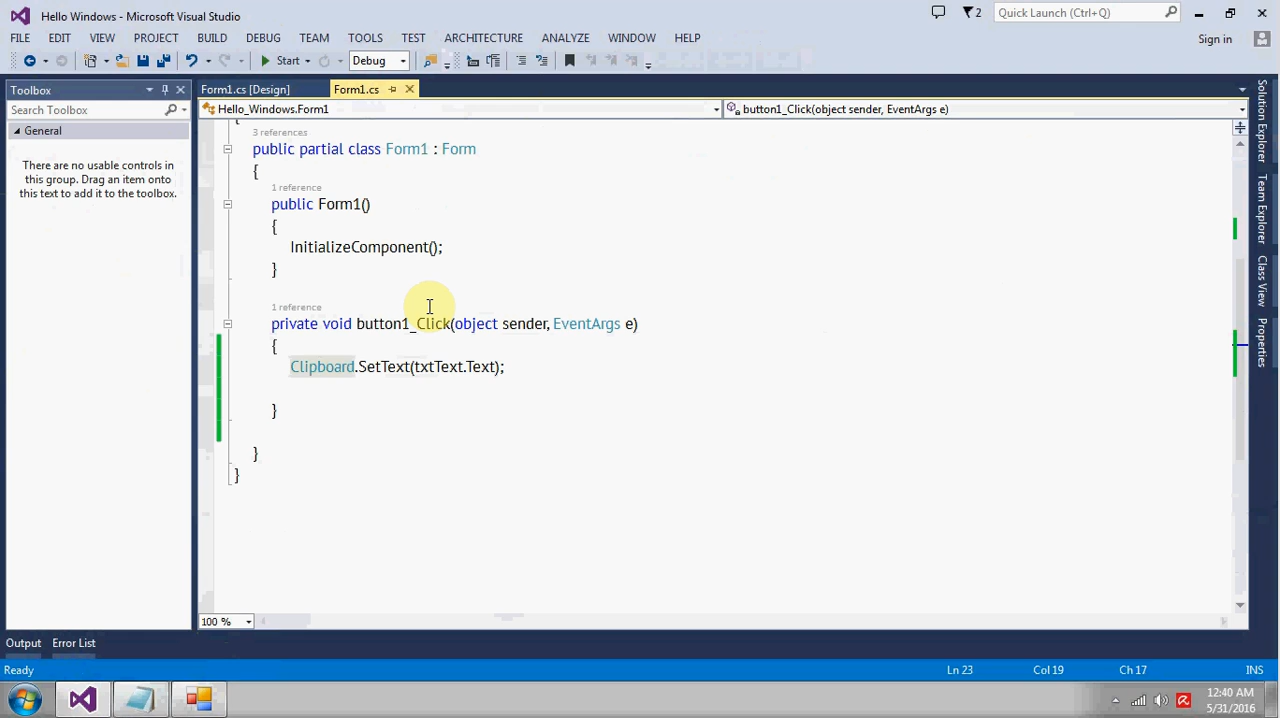 Hello Windows - Microsoft Visual Studio
2
Quick Launch (Ctrl+Q)
FILE EDIT VIEW PROJECT BUILD DEBUG TEAM TOOLS TEST ARCHITECTURE ANALYZE WINDOW HELP
Sign in
Start
Debug
Toolbox
Search Toolbox
General
There are no usable controls in
this group. Drag an item onto
this text to add it to the toolbox.
Form1.cs [Design]
Form1.cs
Hello_Windows.Form1
button1_Click(object sender, EventArgs e)
{
3 references
public partial class Form1 : Form
{
1 reference
public Form1()
{
InitializeComponent();
}
1 reference
private void button1_Click(object sender, EventArgs e)
{
Clipboard.SetText(txtText.Text);
}
}
}
100 %
Solution Explorer
Team Explorer
Class View
Properties
Output
Error List
Ready
Ln 23
Col 19
Ch 17
INS
12:40 AM
5/31/2016